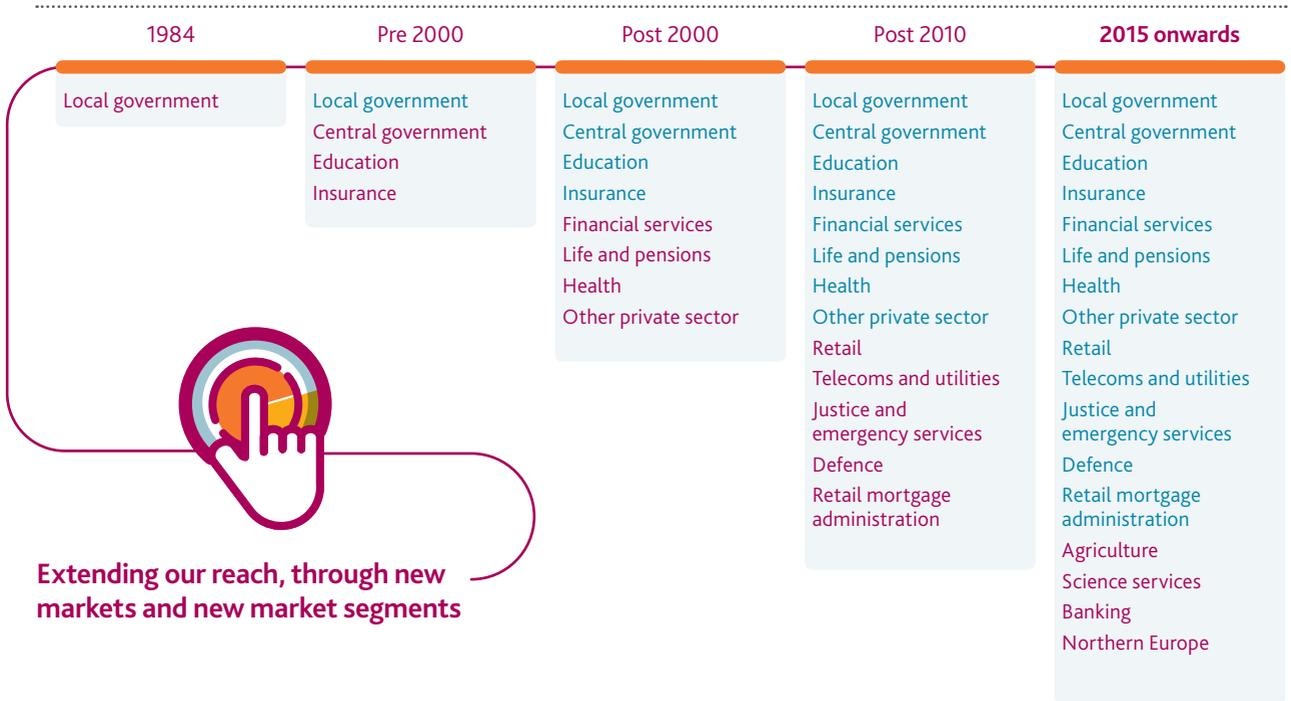 1984
Local government
Pre 2000
Local government
Central government
Education
Insurance
Post 2000
Local government
Central government
Education
Insurance
Financial services
Life and pensions
Health
Other private sector
Post 2010
Local government
Central government
Education
Insurance
Financial services
Life and pensions
Health
Other private sector
Retail
Telecoms and utilities
Justice and
emergency services
Defence
Retail mortgage
administration
2015 onwards
Local government
Central government
Education
Insurance
Financial services
Life and pensions
Health
Other private sector
Retail
Telecoms and utilities
Justice and
emergency services
Defence
Retail mortgage
administration
Agriculture
Science services
Banking
Northern Europe
Extending our reach, through new
markets and new market segments